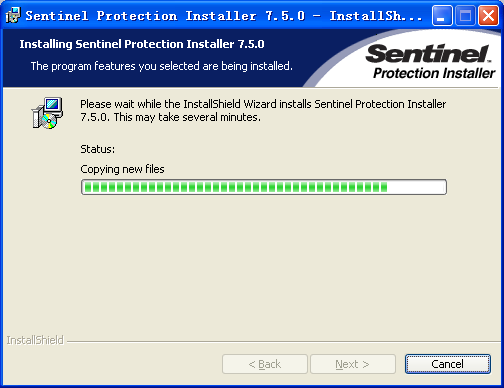 Sentinel Protection Installer 7.5.0 - InstallSh...
Installing Sentinel Protection Installer 7.5.0
The program features you selected are being installed.
Sentinel™
Protection Installer
Please wait while the InstallShield Wizard installs Sentinel Protection Installer
7.5.0. This may take several minutes.
Status:
Copying new files
InstallShield
< Back
Next >
Cancel